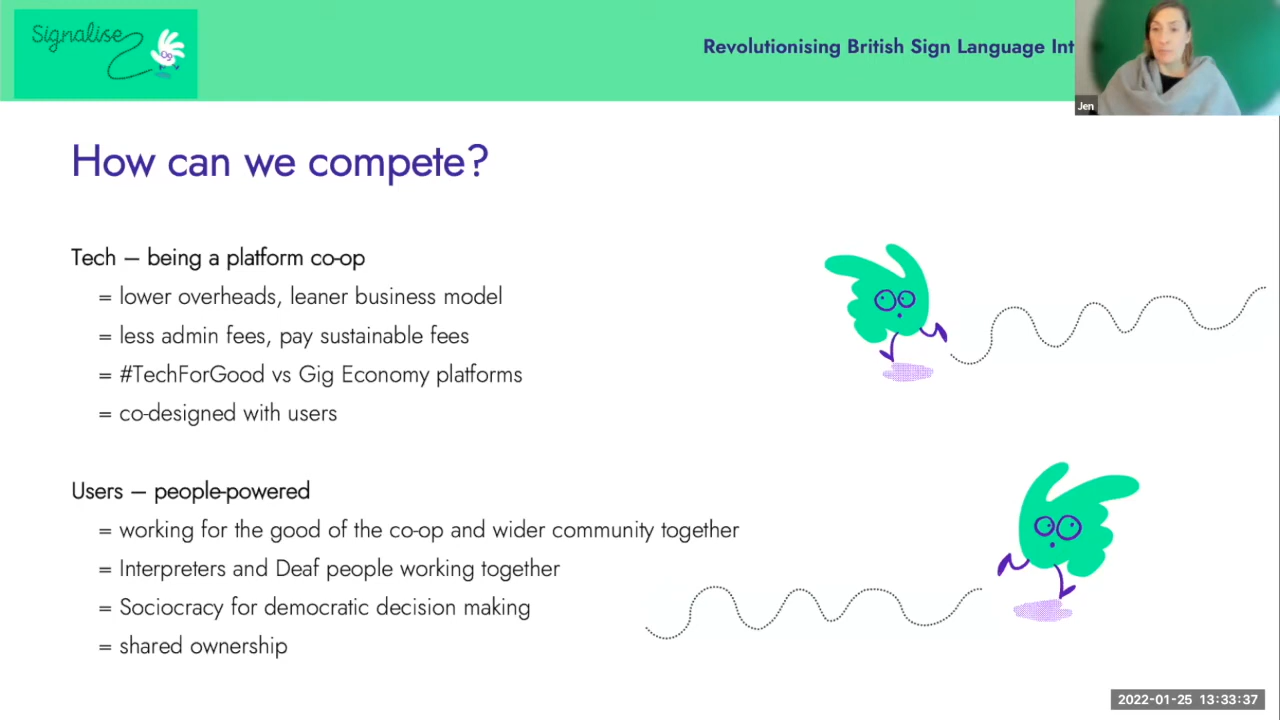 Signalise
Revolutionising British Sign Language Int
Jen
How can we compete?
Tech – being a platform co-op
= lower overheads, leaner business model
= less admin fees, pay sustainable fees
= #TechForGood vs Gig Economy platforms
= co-designed with users
Users – people-powered
= working for the good of the co-op and wider community together
= Interpreters and Deaf people working together
= Sociocracy for democratic decision making
= shared ownership
2022-01-25 13:33:37